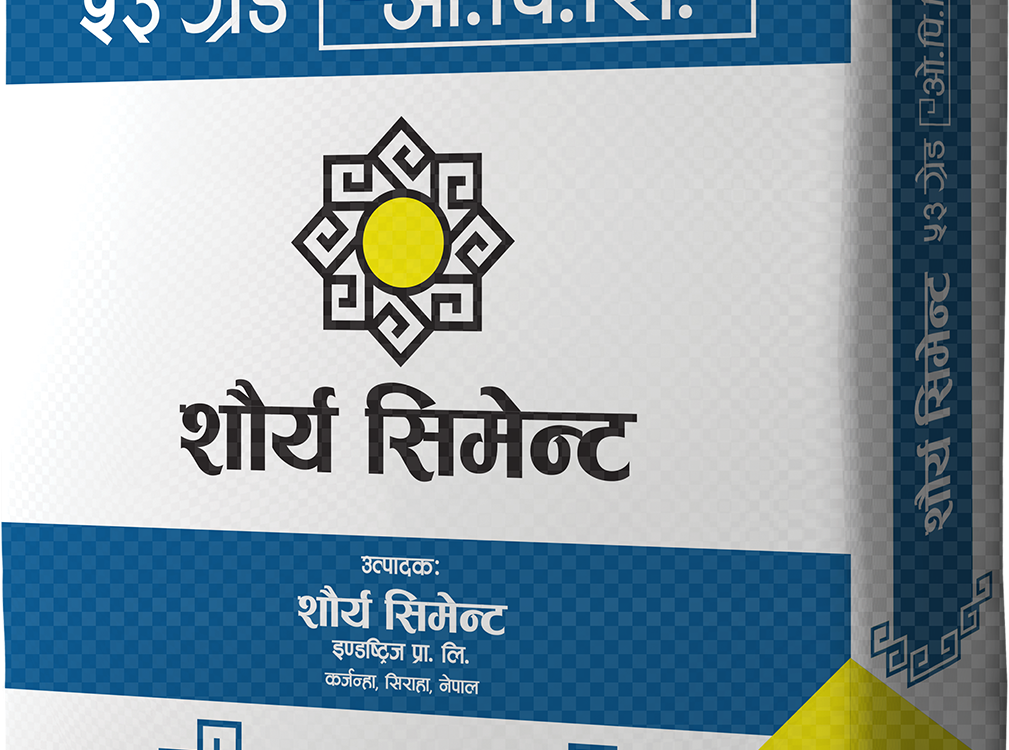 ५३ ग्रेड ओ.पि.सि.
शौर्य सिमेन्ट
उत्पादक:
शौर्य सिमेन्ट
इण्डष्ट्रिज प्रा. लि.
कर्जन्हा, सिराहा, नेपाल
शौर्य सिमेन्ट ५३ ग्रेड ओ.पि.